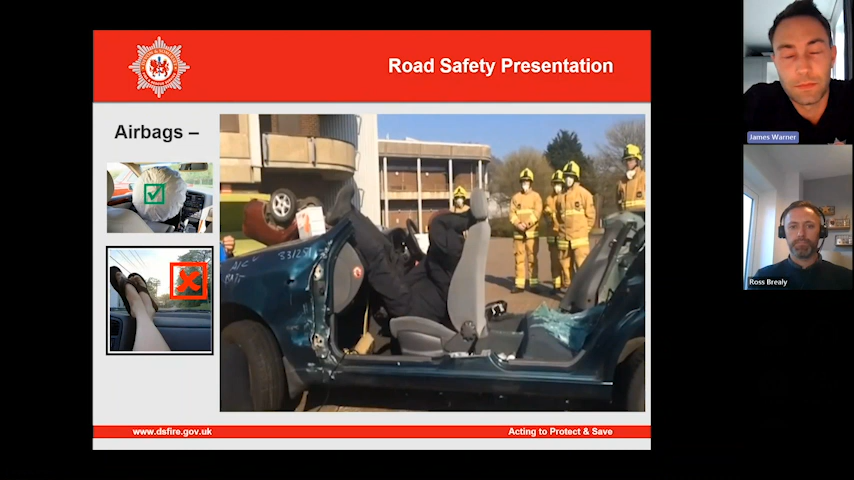 Road Safety Presentation
Airbags –
www.dsfire.gov.uk
Acting to Protect & Save
James Warner
Ross Brealy